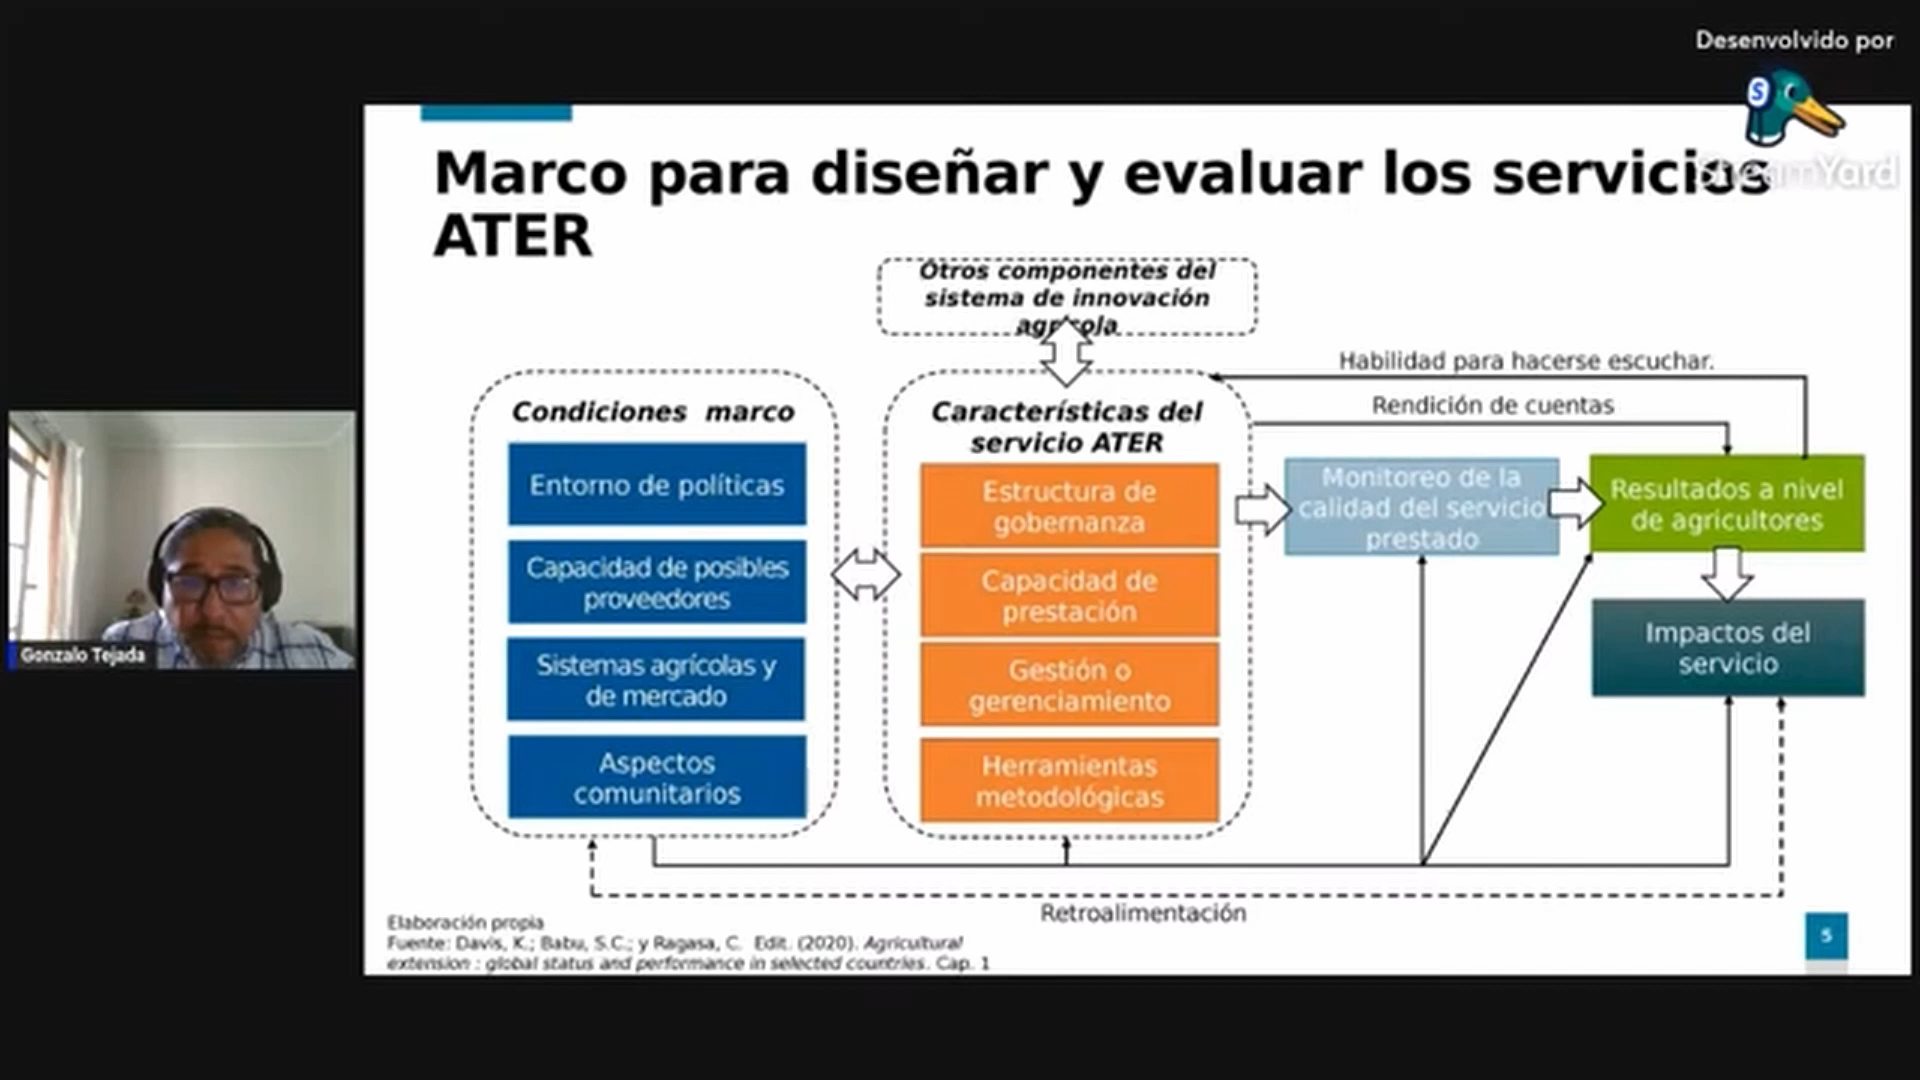 Desenvolvido por
StreamYard
Marco para diseñar y evaluar los servicios
ATER
Otros componentes del
sistema de innovación
agrícola
Habilidad para hacerse escuchar.
Rendición de cuentas
Condiciones marco
Entorno de políticas
Capacidad de posibles
proveedores
Sistemas agrícolas y
de mercado
Aspectos
comunitarios
Características del
servicio ATER
Estructura de
gobernanza
Capacidad de
prestación
Gestión o
gerenciamiento
Herramientas
metodológicas
Monitoreo de la
calidad del servicio
prestado
Resultados a nivel
de agricultores
Impactos del
servicio
Retroalimentación
Gonzalo Tejada
Elaboración propia
Fuente: Davis, K.; Babu, S.C.; y Ragasa, C. Edit. (2020). Agricultural
extension : global status and performance in selected countries. Cap. 1
5